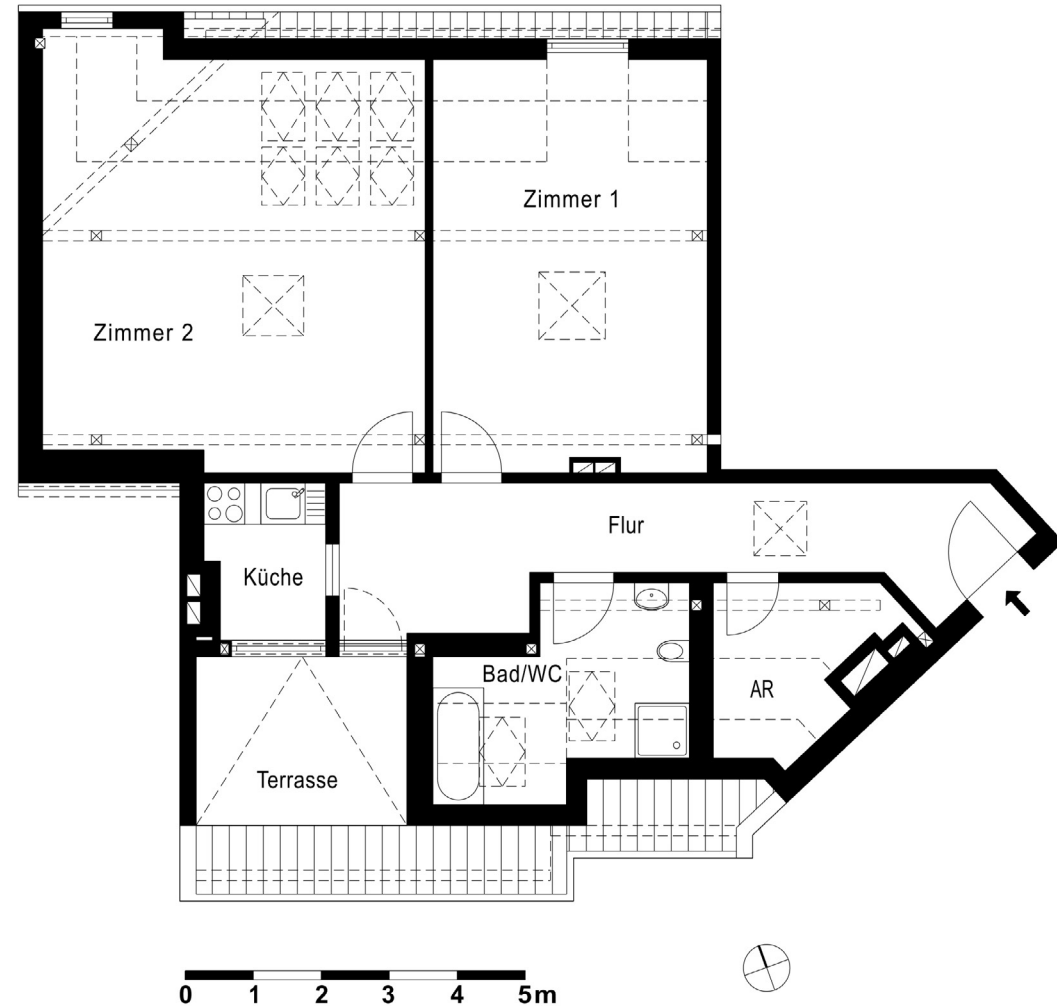 Zimmer 1
Zimmer 2
Flur
Küche
Bad/WC
AR
Terrasse
0 1 2 3 4 5m